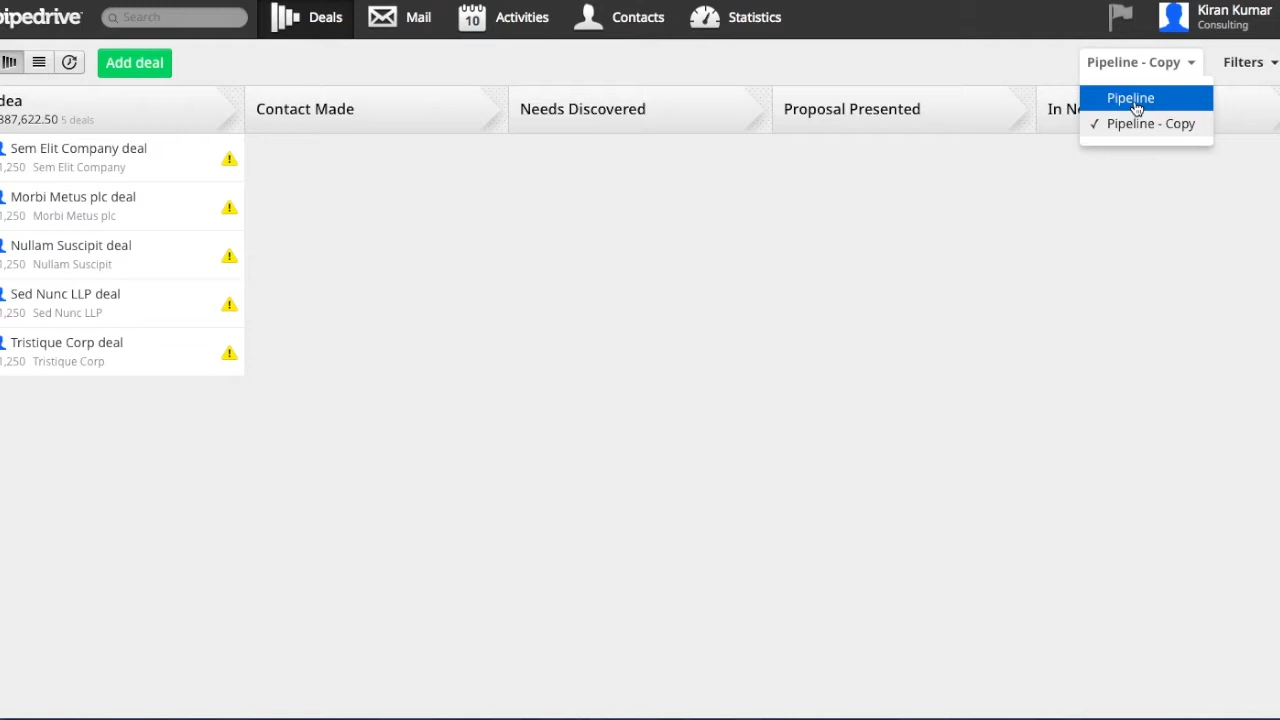 pipedrive
Search
Deals
Mail
10
Activities
Contacts
Statistics
Kiran Kumar
Consulting
Add deal
Pipeline - Copy
Filters
Pipeline
✓ Pipeline - Copy
dea
387,622.50 5 deals
Contact Made
Needs Discovered
Proposal Presented
In Ne
Sem Elit Company deal
1,250 Sem Elit Company
Morbi Metus plc deal
1,250 Morbi Metus plc
Nullam Suscipit deal
1,250 Nullam Suscipit
Sed Nunc LLP deal
1,250 Sed Nunc LLP
Tristique Corp deal
1,250 Tristique Corp